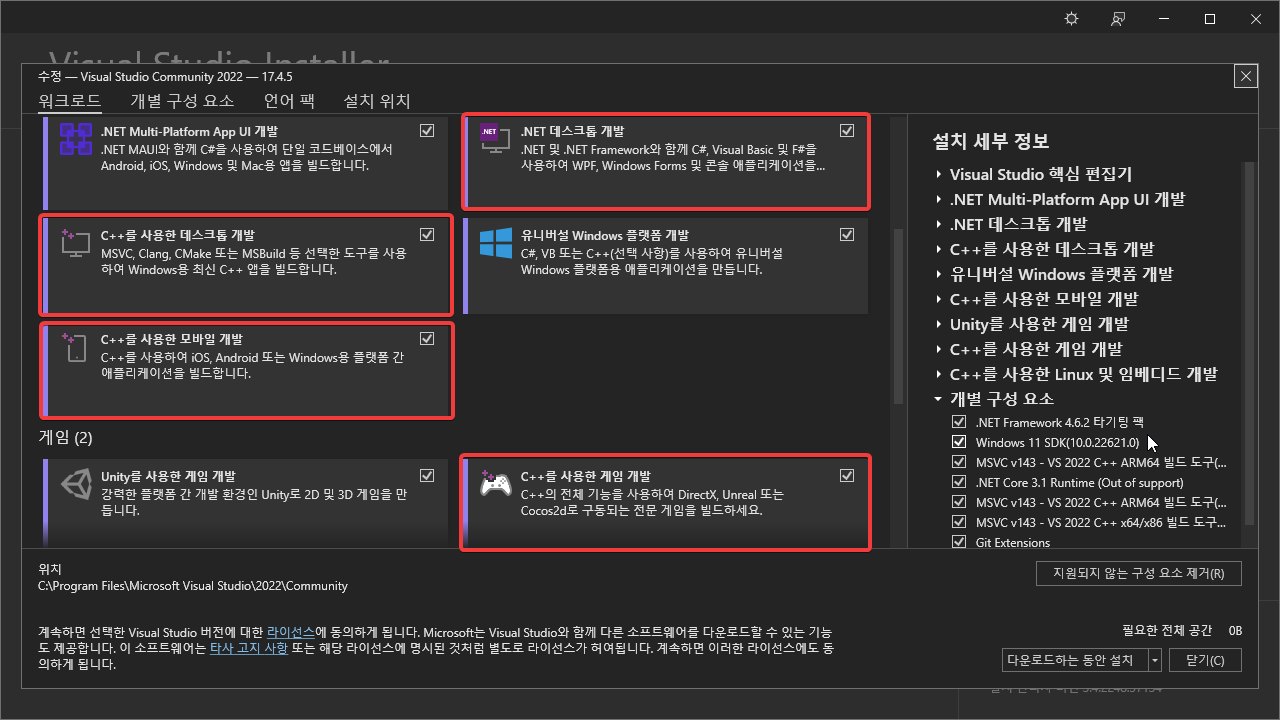 Visual Studio Installer
수정 — Visual Studio Community 2022 — 17.4.5
워크로드 개별 구성 요소 언어 팩 설치 위치
.NET Multi-Platform App UI 개발
.NET MAUI와 함께 C#을 사용하여 단일 코드베이스에서
Android, iOS, Windows 및 Mac용 앱을 빌드합니다.
.NET
.NET 데스크톱 개발
.NET 및 .NET Framework와 함께 C#, Visual Basic 및 F#을
사용하여 WPF, Windows Forms 및 콘솔 애플리케이션을...
C++를 사용한 데스크톱 개발
MSVC, Clang, CMake 또는 MSBuild 등 선택한 도구를 사용
하여 Windows용 최신 C++ 앱을 빌드합니다.
유니버설 Windows 플랫폼 개발
C#, VB 또는 C++(선택 사항)를 사용하여 유니버설
Windows 플랫폼용 애플리케이션을 만듭니다.
C++를 사용한 모바일 개발
C++를 사용하여 iOS, Android 또는 Windows용 플랫폼 간
애플리케이션을 빌드합니다.
게임 (2)
Unity를 사용한 게임 개발
강력한 플랫폼 간 개발 환경인 Unity로 2D 및 3D 게임을 만
듭니다.
C++를 사용한 게임 개발
C++의 전체 기능을 사용하여 DirectX, Unreal 또는
Cocos2d로 구동되는 전문 게임을 빌드하세요.
설치 세부 정보
Visual Studio 핵심 편집기
.NET Multi-Platform App UI 개발
.NET 데스크톱 개발
C++를 사용한 데스크톱 개발
유니버설 Windows 플랫폼 개발
C++를 사용한 모바일 개발
Unity를 사용한 게임 개발
C++를 사용한 게임 개발
C++를 사용한 Linux 및 임베디드 개발
개별 구성 요소
.NET Framework 4.6.2 타기팅 팩
Windows 11 SDK(10.0.22621.0)
MSVC v143 - VS 2022 C++ ARM64 빌드 도구(...
.NET Core 3.1 Runtime (Out of support)
MSVC v143 - VS 2022 C++ ARM64 빌드 도구(...
MSVC v143 - VS 2022 C++ x64/x86 빌드 도구...
Git Extensions
위치
C:\Program Files\Microsoft Visual Studio\2022\Community
지원되지 않는 구성 요소 제거(R)
계속하면 선택한 Visual Studio 버전에 대한 라이선스에 동의하게 됩니다. Microsoft는 Visual Studio와 함께 다른 소프트웨어를 다운로드할 수 있는 기능
도 제공합니다. 이 소프트웨어는 타사 고지 사항 또는 해당 라이선스에 명시된 것처럼 별도로 라이선스가 허여됩니다. 계속하면 이러한 라이선스에도 동
의하게 됩니다.
필요한 전체 공간 0B
다운로드하는 동안 설치 닫기(C)